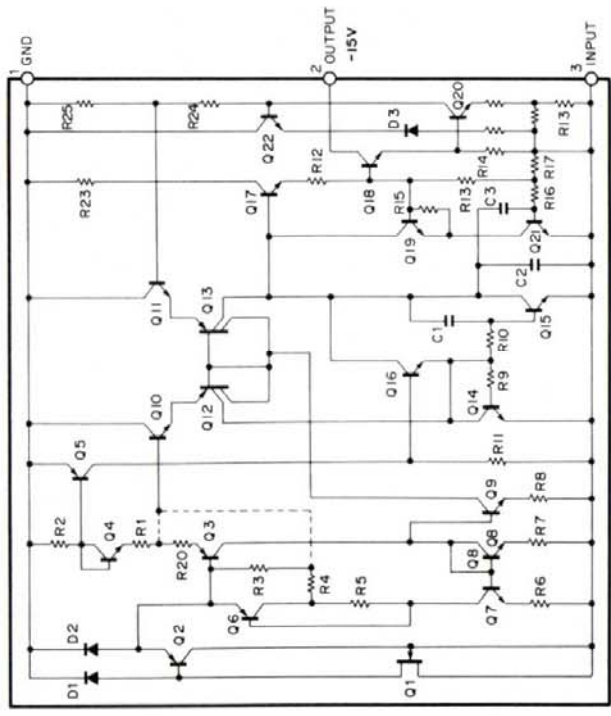 1
GND
2
OUTPUT
-15V
3
INPUT
R25
R24
Q22
D3
Q20
R13
R23
Q17
R12
Q18
R14
R13
R17
R16
R15
Q19
C3
Q21
C2
Q11
Q13
C1
Q15
R10
Q10
Q12
Q16
R9
Q14
Q5
R11
R2
Q4
R1
R20
Q3
Q9
R8
Q8
Q8
R7
R3
R4
Q6
R5
Q7
R6
D2
Q2
D1
Q1